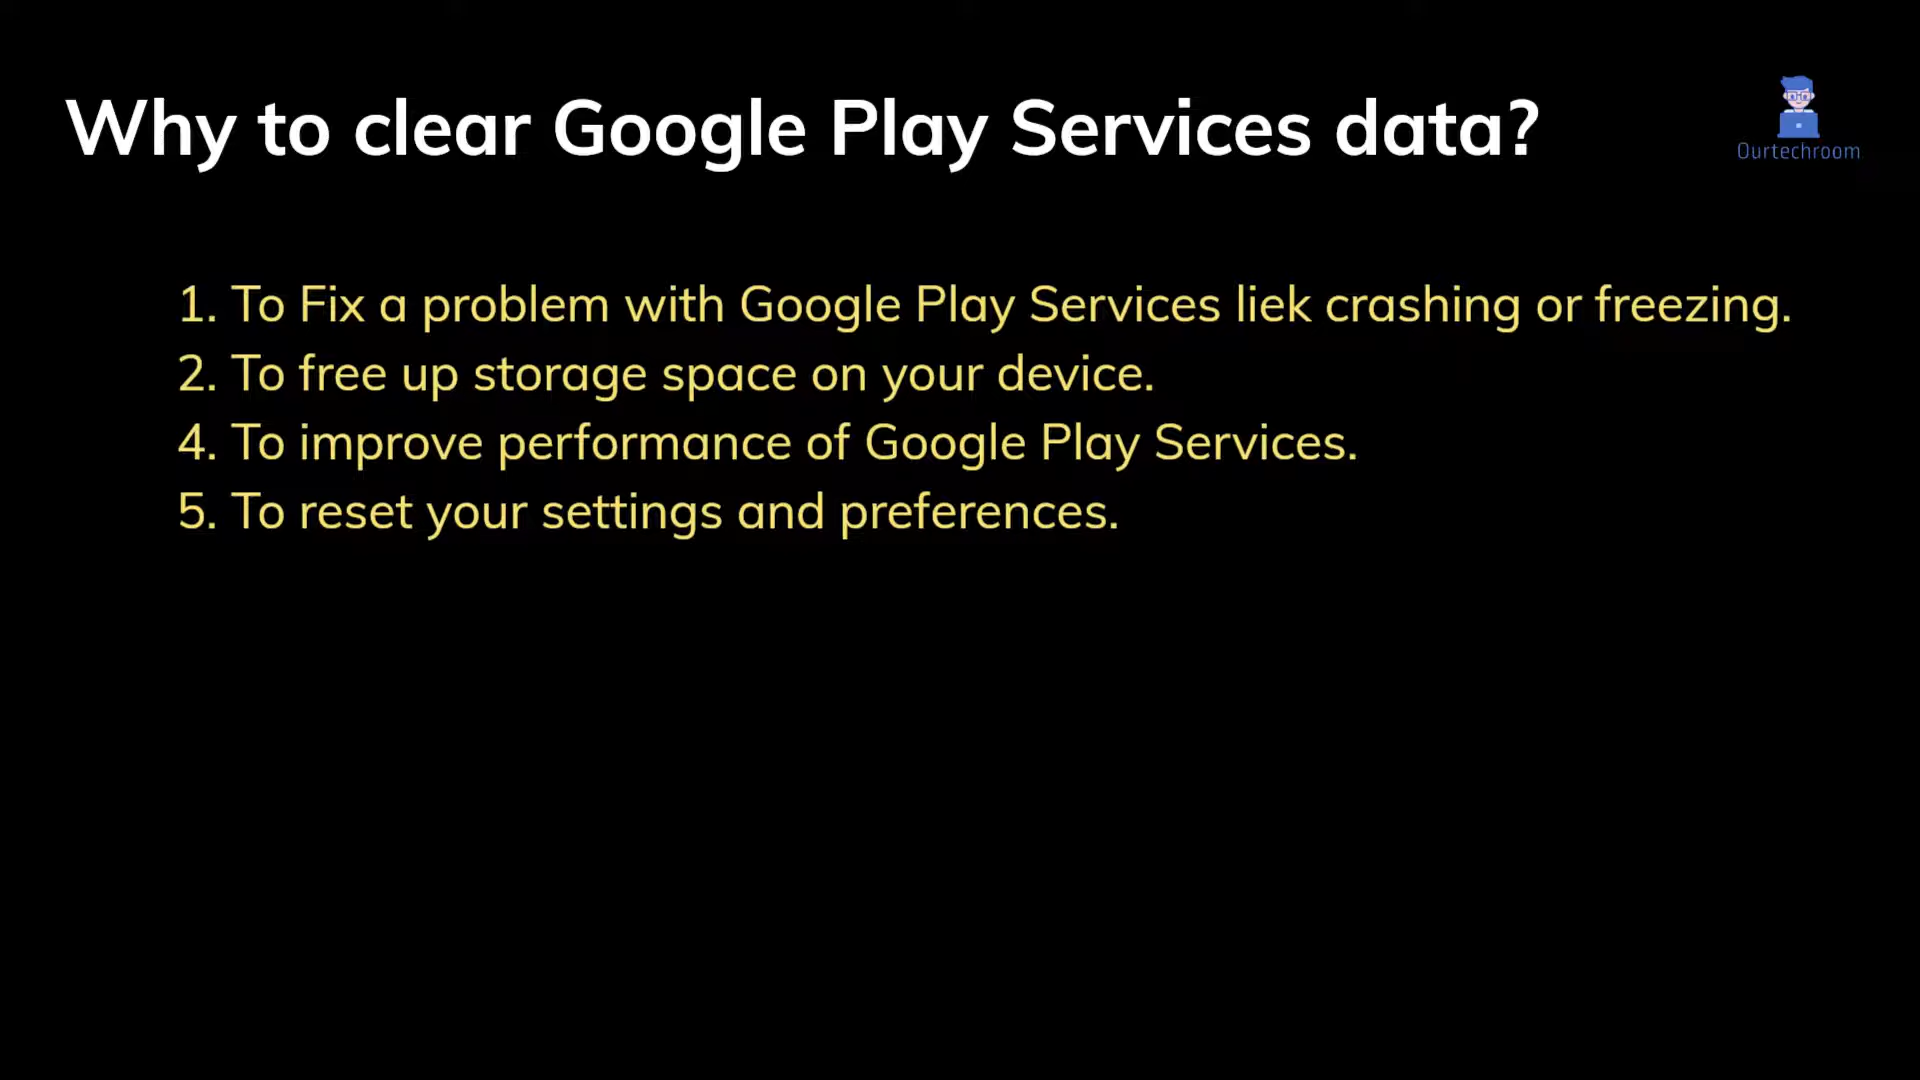 Why to clear Google Play Services data?
Ourtechroom
1. To Fix a problem with Google Play Services liek crashing or freezing.
2. To free up storage space on your device.
4. To improve performance of Google Play Services.
5. To reset your settings and preferences.